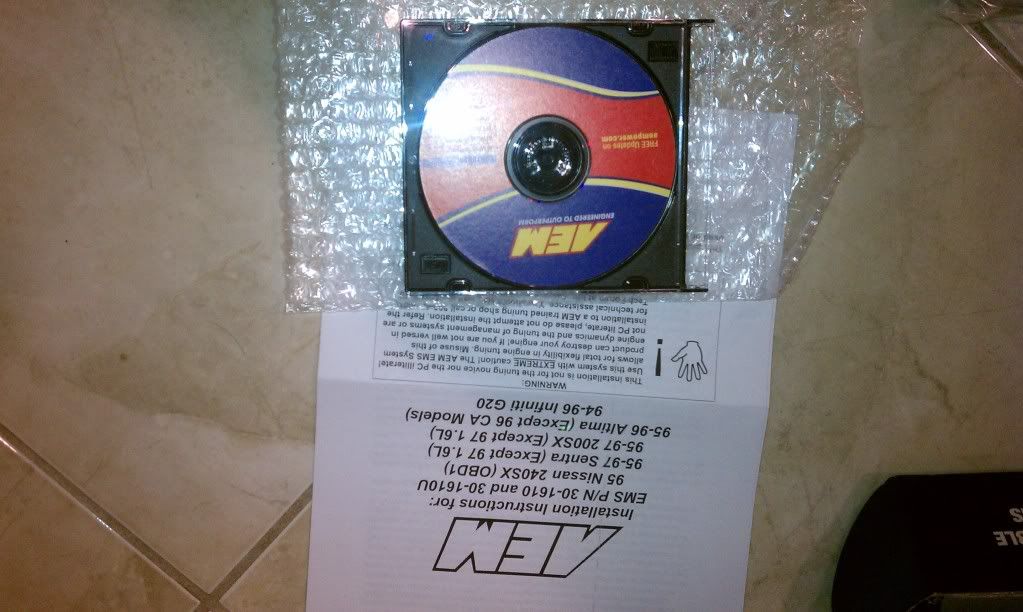 AEM
Installation Instructions for:
EMS P/N 30-1610 and 30-1610U
95 Nissan 240SX (OBD1)
95-97 Sentra (Except 97 1.6L)
95-97 200SX (Except 97 1.6L)
95-96 Altima (Except 96 CA Models)
94-96 Infiniti G20
WARNING:
This installation is not for the tuning novice nor the PC illiterate!
Use this system with EXTREME caution! The AEM EMS System
allows for total flexibility in engine tuning. Misuse of this
product can destroy your engine! If you are not well versed in
engine dynamics and the tuning of management systems or are
not PC literate, please do not attempt the installation. Refer the
installation to a AEM trained tuning shop or call
for technical assistance.
Tech Forum at
!
AEM
ENGINEERED TO OUTPERFORM
FREE Updates on
aempower.com
BLE
S